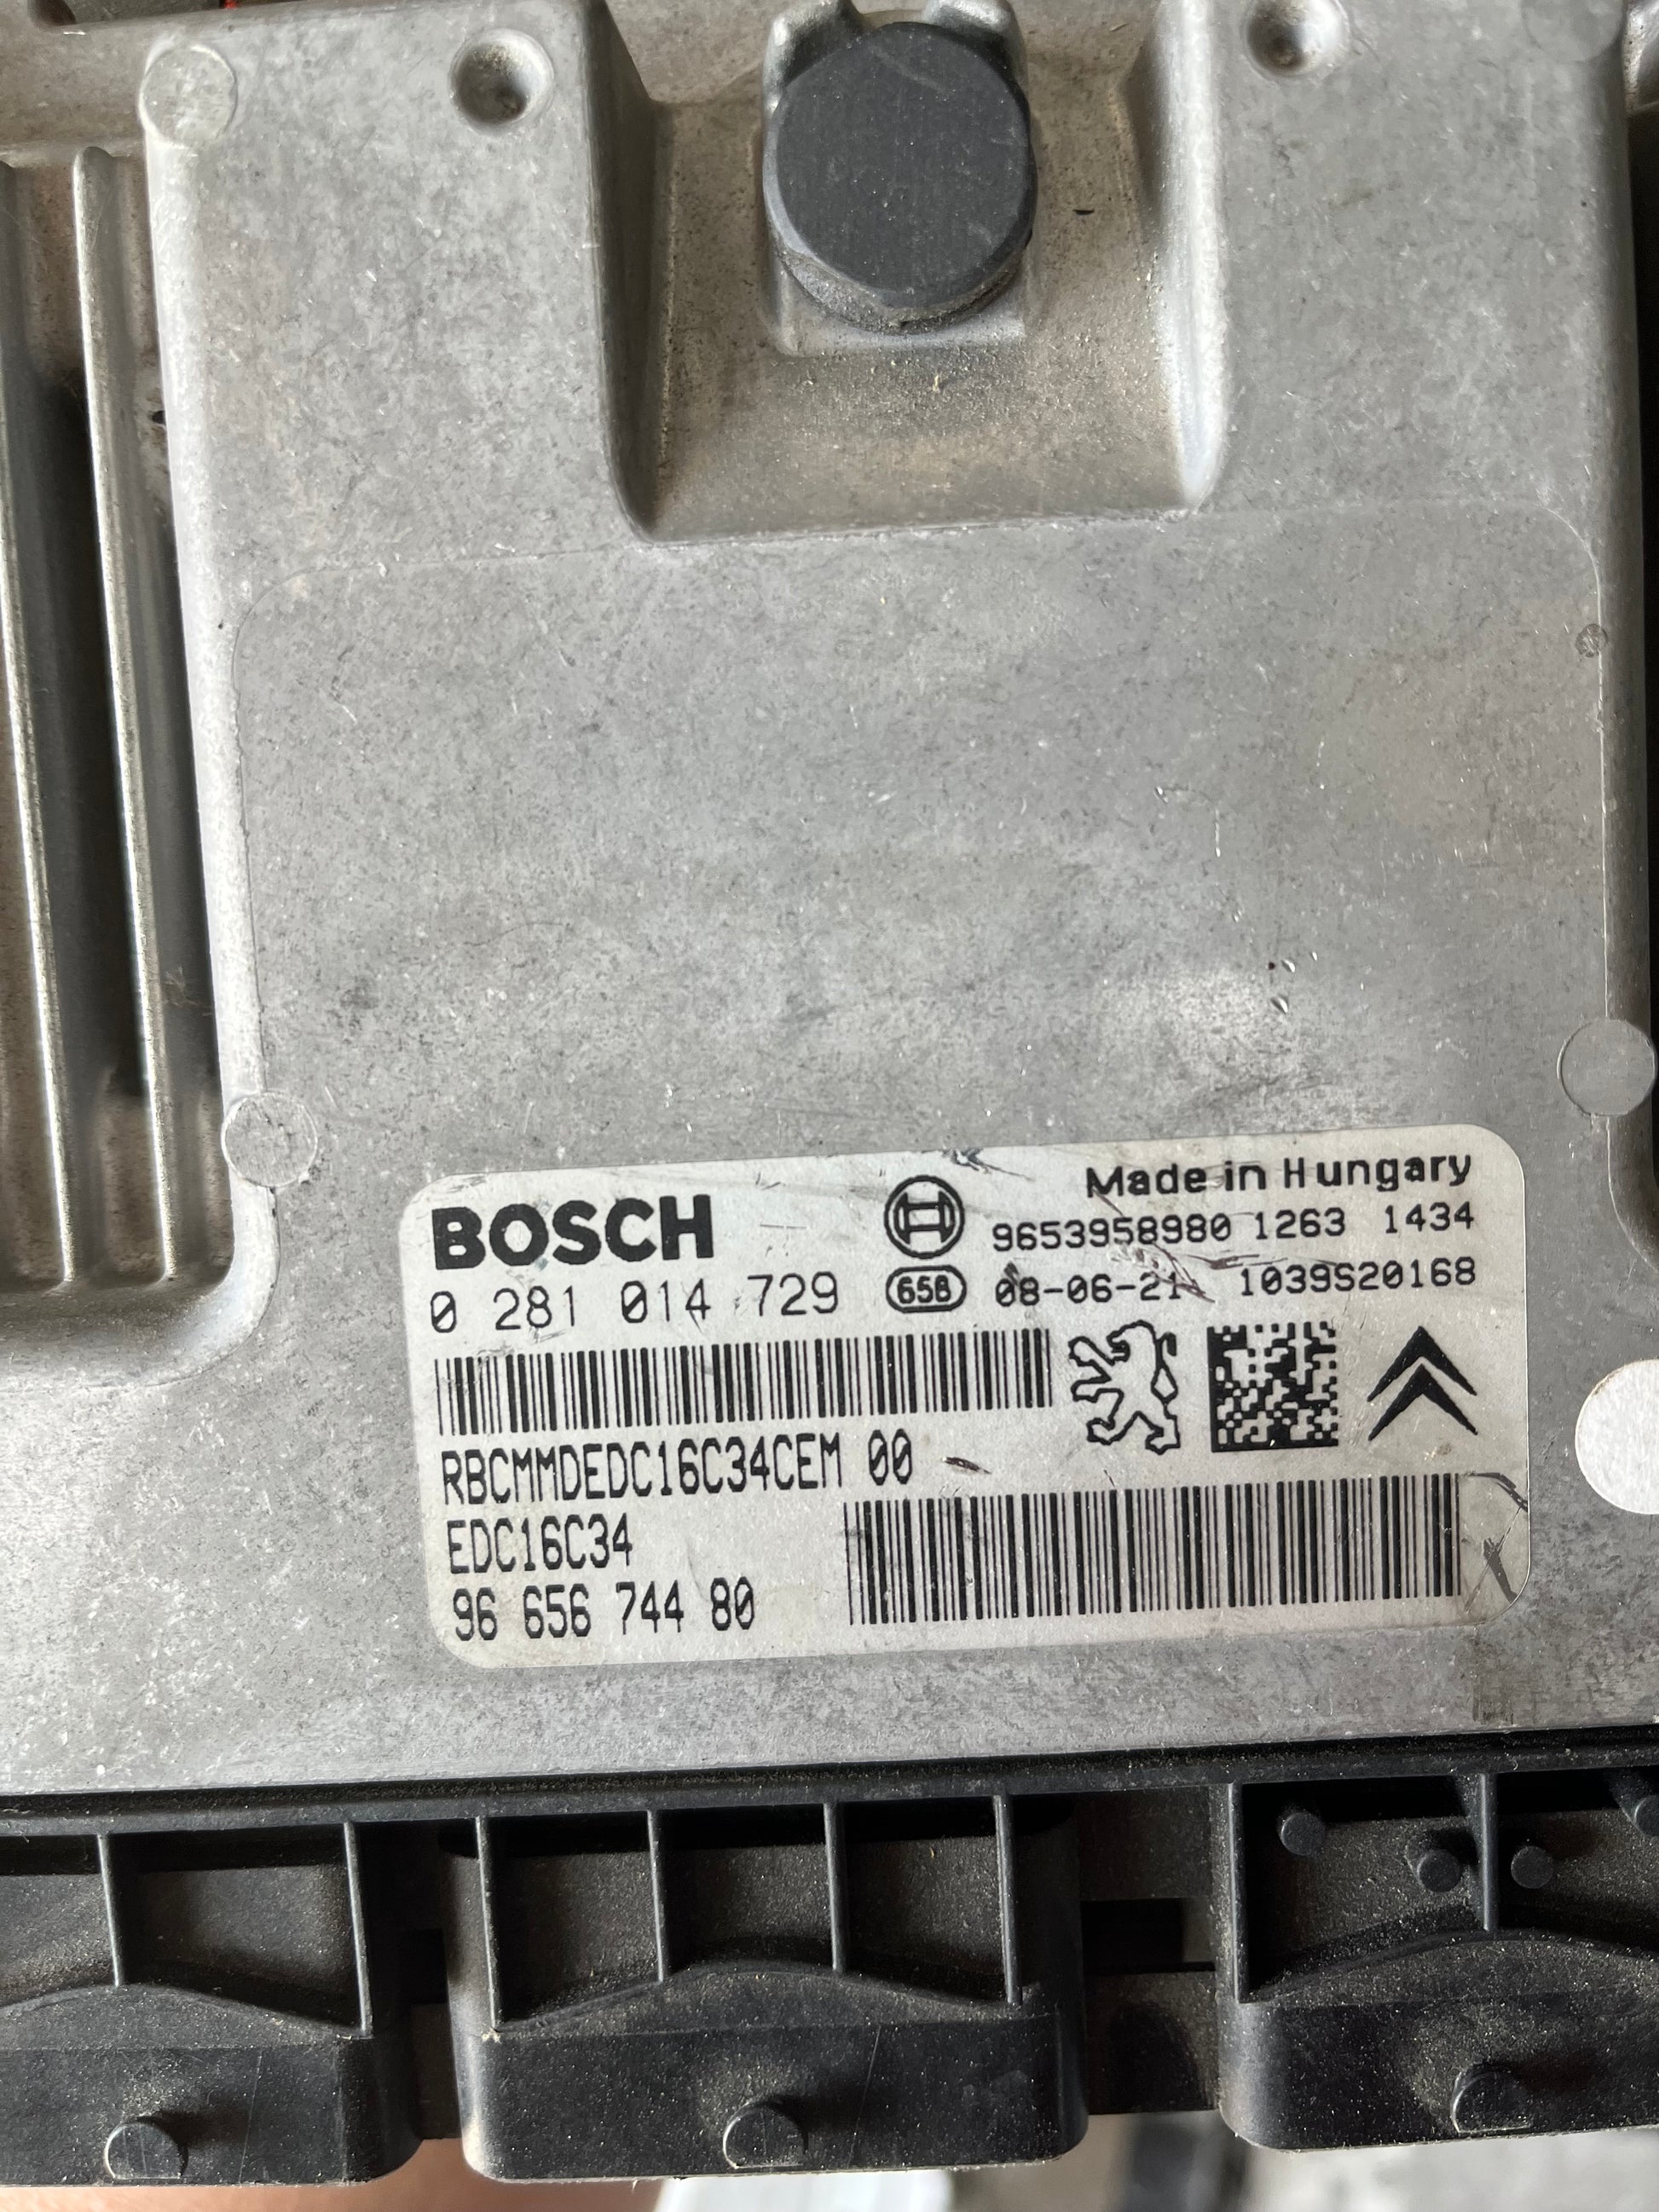 BOSCH
Made in Hungary
9653958980 1263 1434
0 281 014 729
658
08-06-21 1039S20168
RBCMMDEDC16C34CEM 00
EDC16C34
96 656 744 80